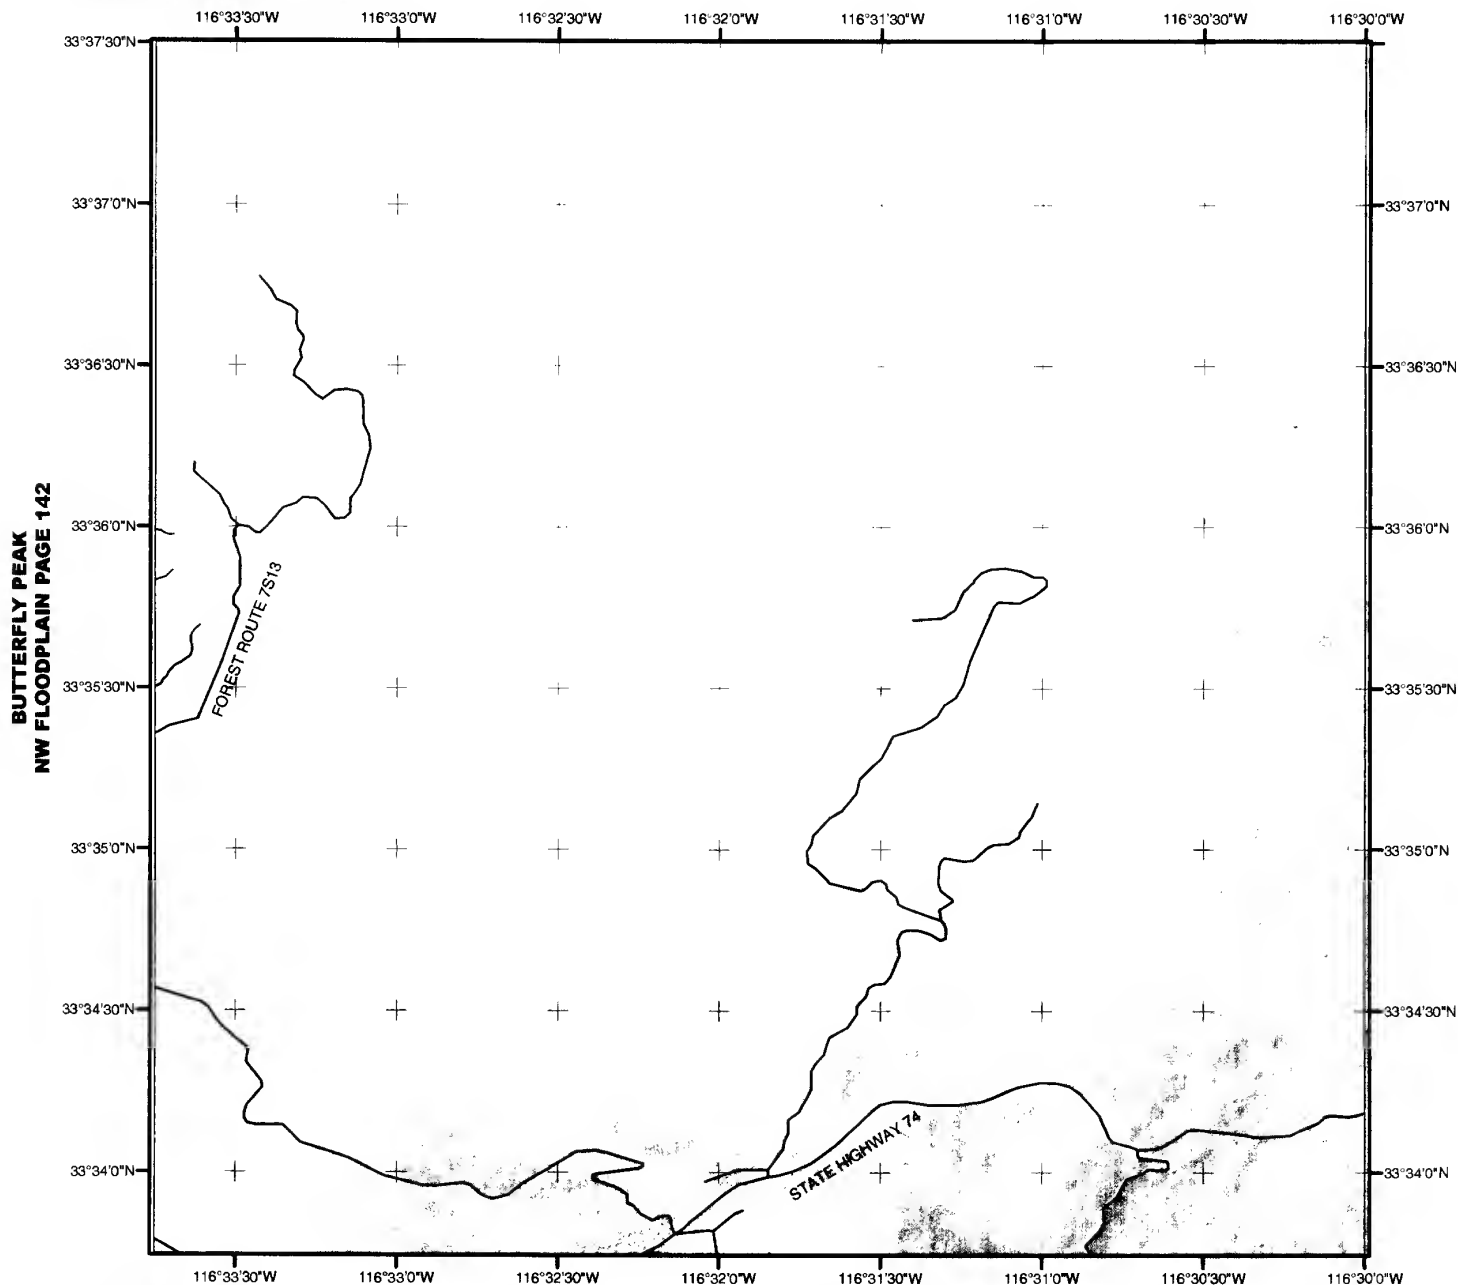 116°33'30"W 116°33'0"W 116°32'30"W 116°32'0"W 116°31'30"W 116°31'0"W 116°30'30"W 116°30'0"W
33°37'30"N
33°37'0"N 33°37'0"N
33°36'30"N 33°36'30"N
BUTTERFLY PEAK
NW FLOODPLAIN PAGE 142
33°36'0"N 33°36'0"N
FOREST ROUTE 7S13
33°35'30"N 33°35'30"N
33°35'0"N 33°35'0"N
33°34'30"N 33°34'30"N
STATE HIGHWAY 74
33°34'0"N 33°34'0"N
116°33'30"W 116°33'0"W 116°32'30"W 116°32'0"W 116°31'30"W 116°31'0"W 116°30'30"W 116°30'0"W